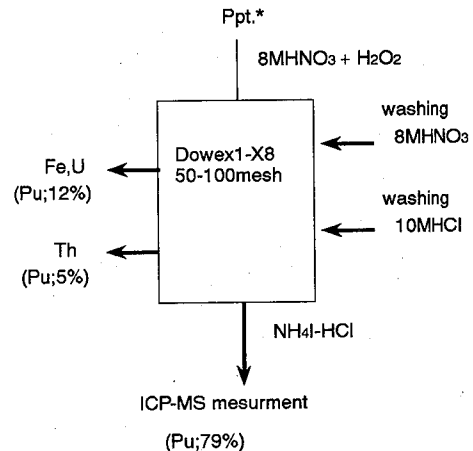 Ppt.*
8MHNO3 + H2O2
washing
8MHNO3
Dowex1-X8
50-100mesh
Fe,U
(Pu;12%)
washing
10MHCl
Th
(Pu;5%)
NH4I-HCl
ICP-MS mesurment
(Pu;79%)